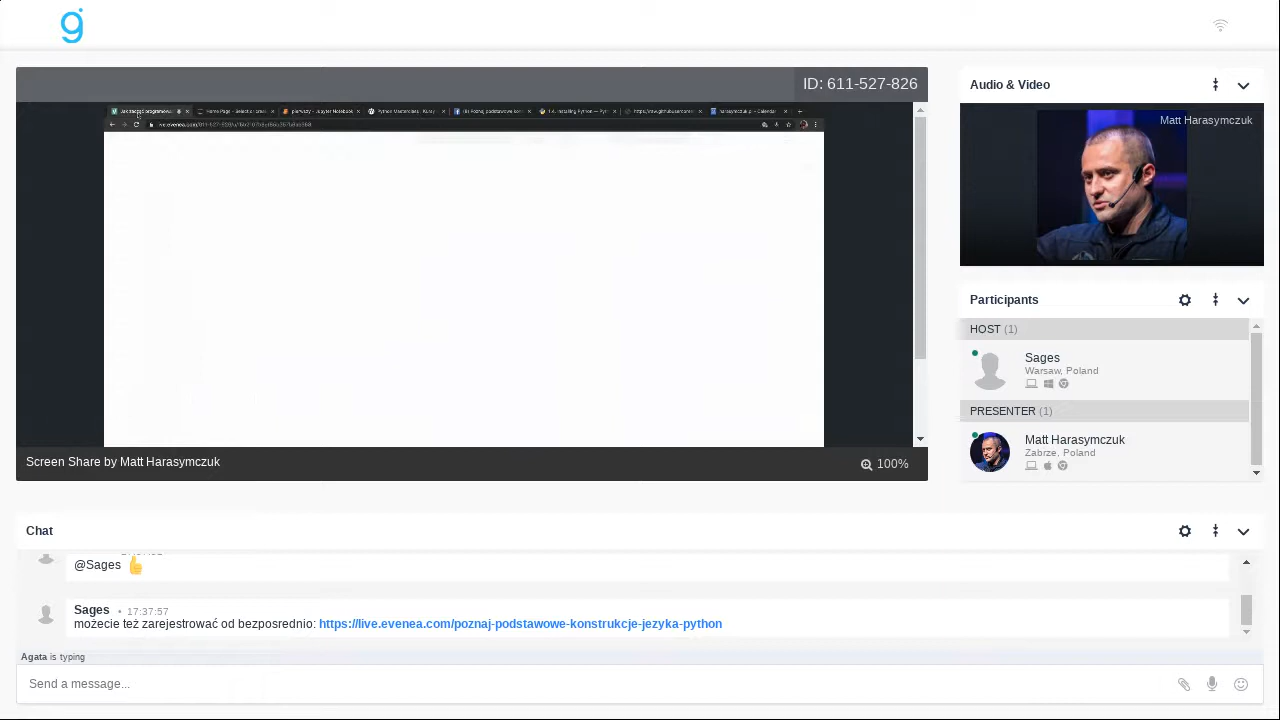 g
ID: 611-527-826
Audio & Video
Matt Harasymczuk
Participants
HOST (1)
Sages
Warsaw, Poland
PRESENTER (1)
Matt Harasymczuk
Zabrze, Poland
Screen Share by Matt Harasymczuk
100%
Chat
@Sages
Sages • 17:37:57
możecie też zarejestrować od bezposrednio: https://live.evenea.com/poznaj-podstawowe-konstrukcje-jezyka-python
Agata is typing
Send a message...